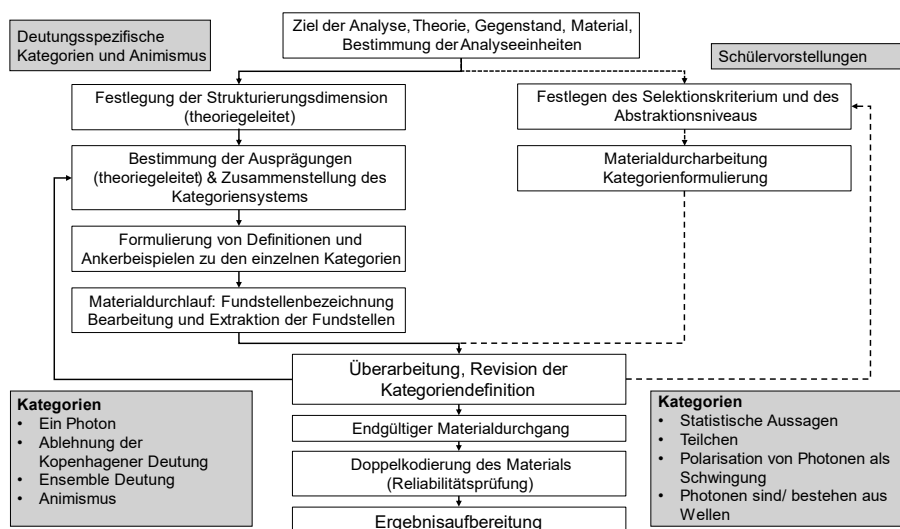 Ziel der Analyse, Theorie, Gegenstand, Material,
Bestimmung der Analyseeinheiten
Deutungsspezifische
Kategorien und Animismus
Schülervorstellungen
Festlegung der Strukturierungsdimension
(theoriegeleitet)
Festlegen des Selektionskriterium und des
Abstraktionsniveaus
Bestimmung der Ausprägungen
(theoriegeleitet) & Zusammenstellung des
Kategoriensystems
Materialdurcharbeitung
Kategorienformulierung
Formulierung von Definitionen und
Ankerbeispielen zu den einzelnen Kategorien
Materialdurchlauf: Fundstellenbezeichnung
Bearbeitung und Extraktion der Fundstellen
Überarbeitung, Revision der
Kategoriendefinition
Endgültiger Materialdurchgang
Doppelkodierung des Materials
(Reliabilitätsprüfung)
Ergebnisaufbereitung
Kategorien
• Ein Photon
• Ablehnung der
Kopenhagener Deutung
• Ensemble Deutung
• Animismus
Kategorien
• Statistische Aussagen
• Teilchen
• Polarisation von Photonen als
Schwingung
• Photonen sind/ bestehen aus
Wellen